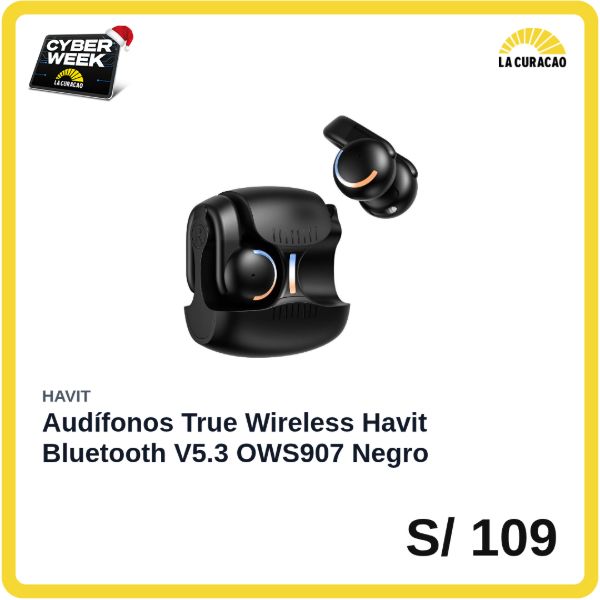 CYBER
WEEK
LA CURACAO
LA CURACAO
HAVIT
Audífonos True Wireless Havit
Bluetooth V5.3 OWS907 Negro
S/ 109